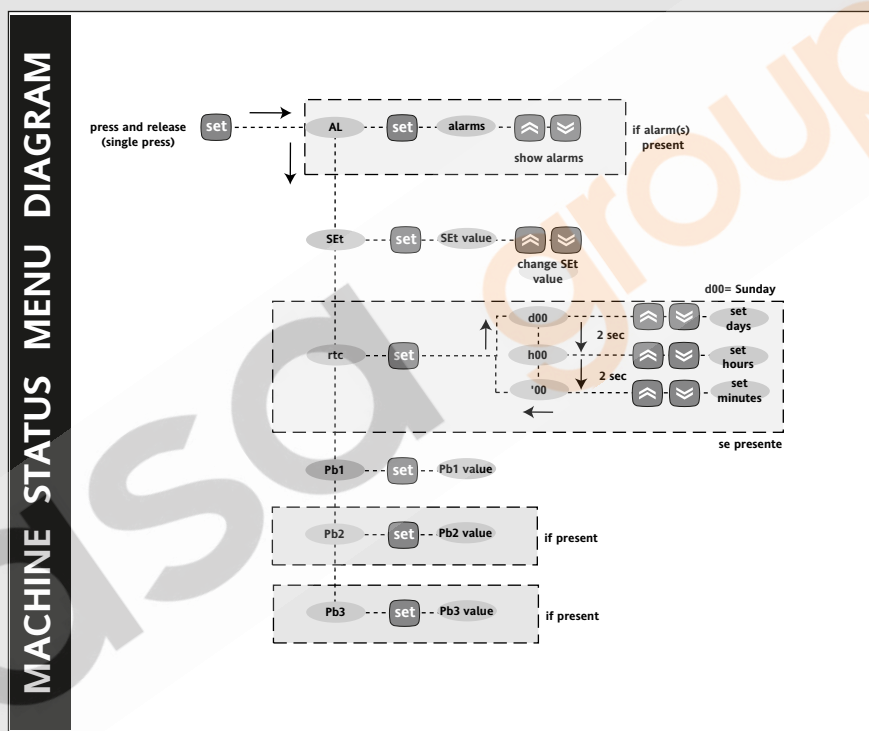 MACHINE STATUS MENU DIAGRAM
press and release
(single press)
set
AL
set
alarms
show alarms
if alarm(s)
present
SEt
set
SEt value
change SEt
value
d00= Sunday
rtc
set
d00
2 sec
set
days
h00
2 sec
set
hours
'00
set
minutes
se presente
Pb1
set
Pb1 value
Pb2
set
Pb2 value
if present
Pb3
set
Pb3 value
if present
asa group